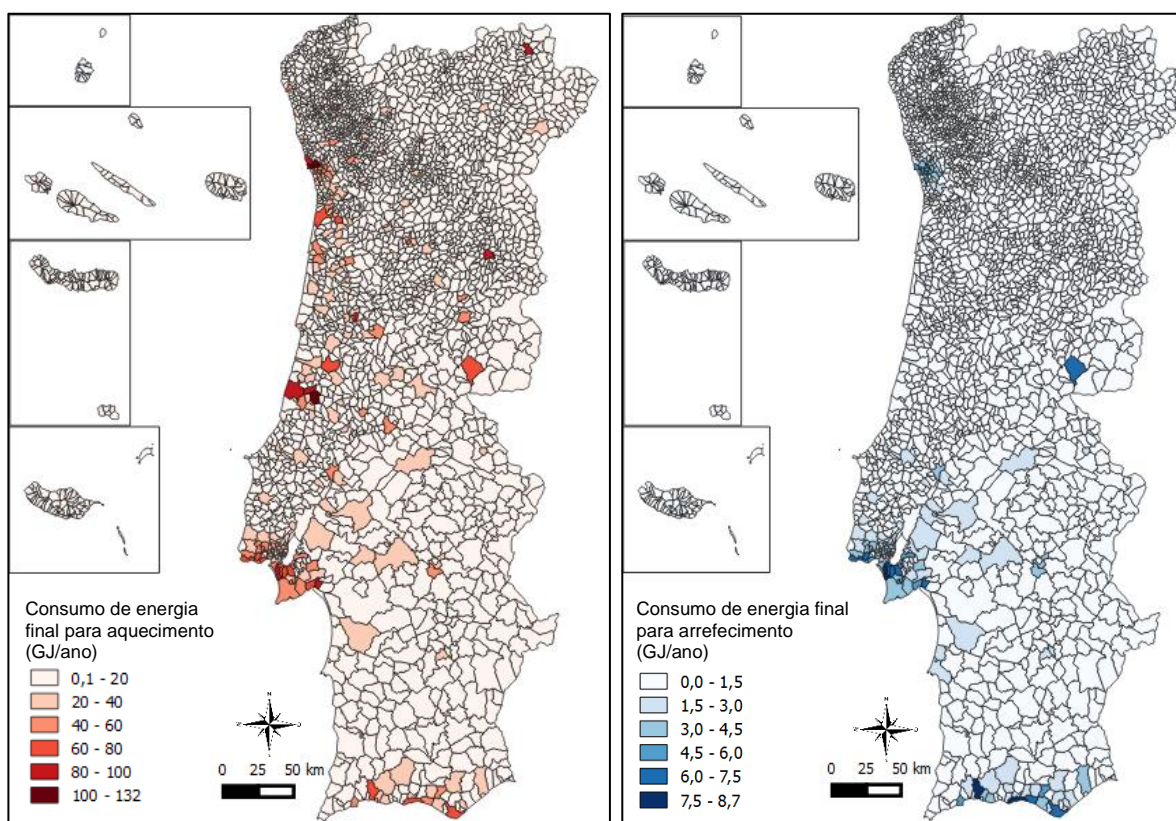 Consumo de energia
final para aquecimento
(GJ/ano)
0,1 - 20
20 - 40
40 - 60
60 - 80
80 - 100
100 - 132
N
0 25 50 km
Consumo de energia final
para arrefecimento
(GJ/ano)
0,0 - 1,5
1,5 - 3,0
3,0 - 4,5
4,5 - 6,0
6,0 - 7,5
7,5 - 8,7
N
0 25 50 km